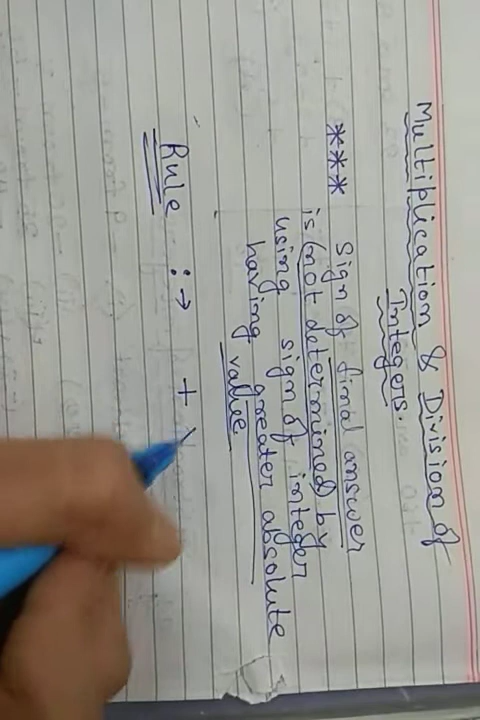 Multiplication & Division of
Integers.
*** Sign of final answer
is (not determined) by
using sign of integer
having greater absolute
value.
Rule :→ +